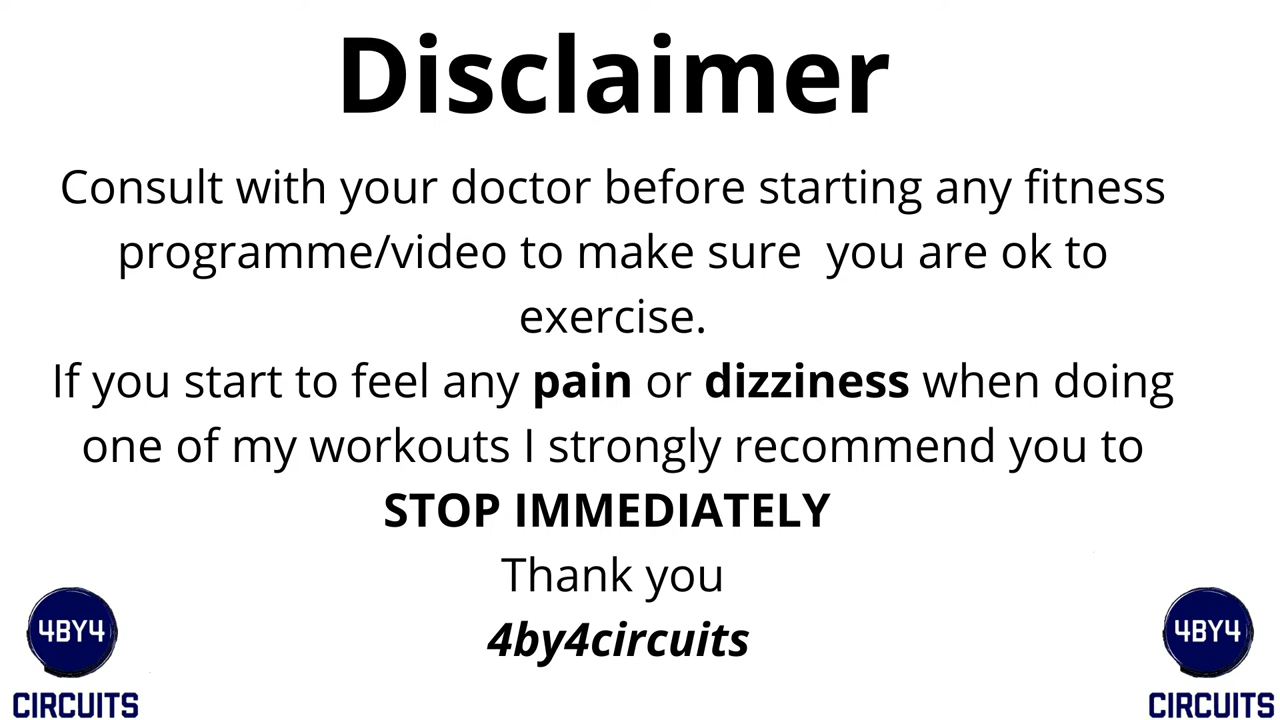 Disclaimer
Consult with your doctor before starting any fitness
programme/video to make sure  you are ok to
exercise.
If you start to feel any pain or dizziness when doing
one of my workouts I strongly recommend you to
STOP IMMEDIATELY
Thank you
4by4circuits
4BY4
CIRCUITS
4BY4
CIRCUITS